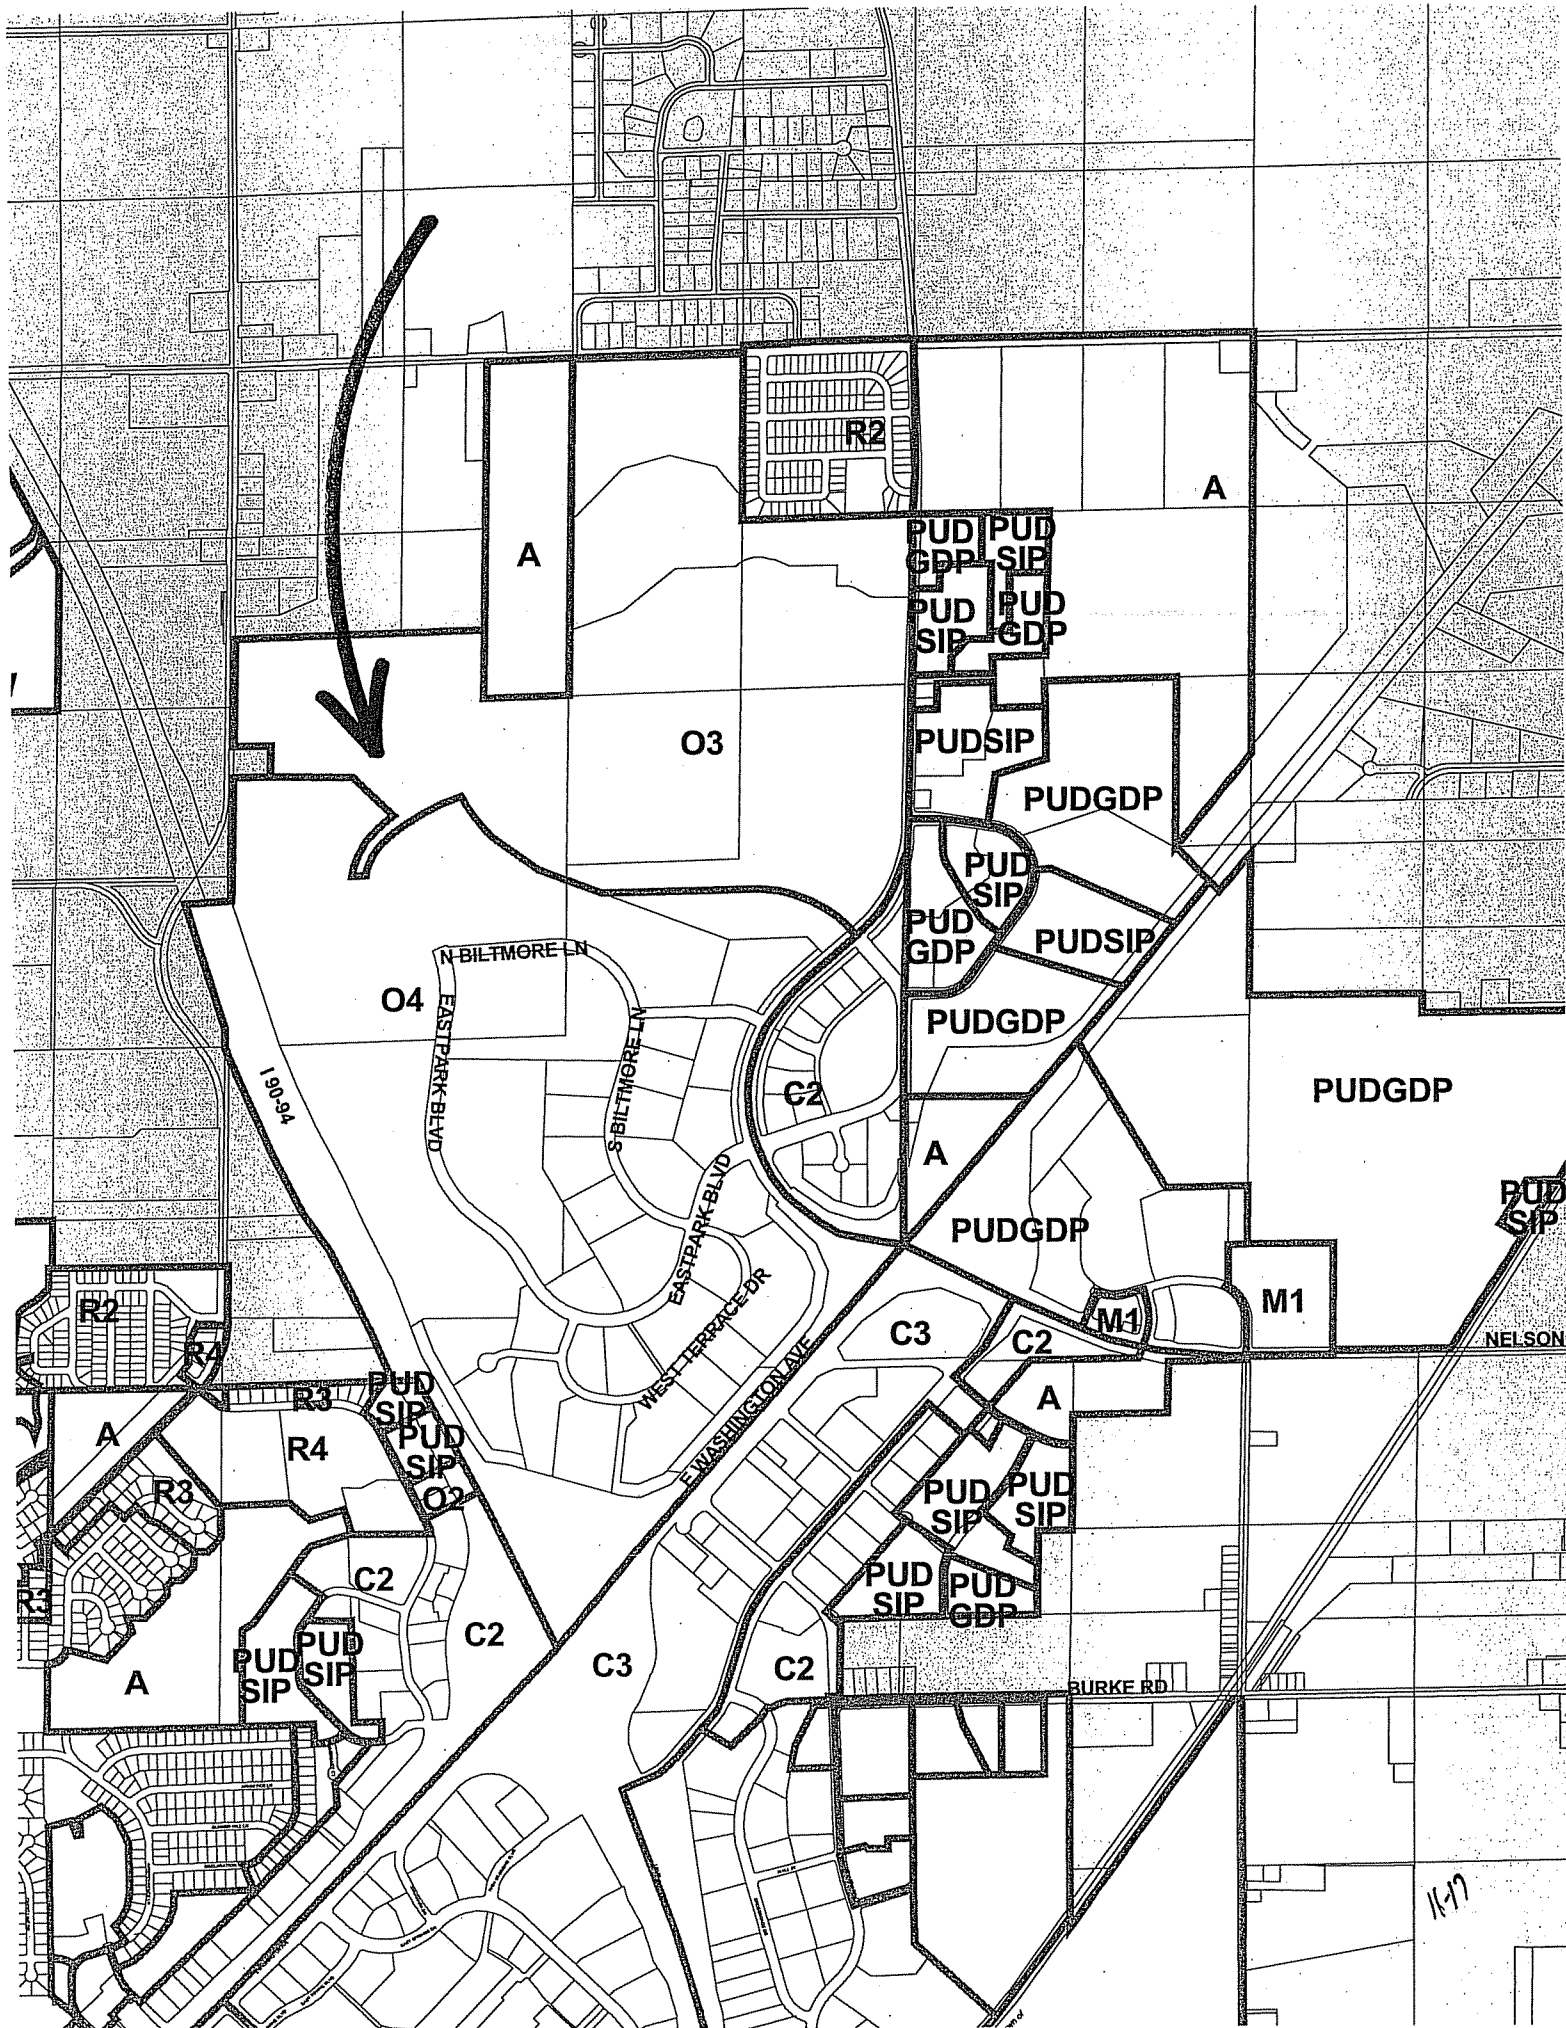 R2
A
A
PUD
GDP
PUD
SIP
PUD
SIP
PUD
GDP
O3
PUDSIP
PUDGDP
PUD
SIP
PUD
GDP
PUDSIP
N BILTMORE LN
O4
EASTPARK BLVD
S BILTMORE LN
PUDGDP
I 90-94
C2
PUDGDP
A
EASTPARK BLVD
PUD
SIP
PUDGDP
WEST TERRACE DR
R2
M1
M1
C3
C2
NELSON
R4
E WASHINGTON AVE
PUD
SIP
R3
A
A
PUD
SIP
R4
R3
O2
PUD
SIP
PUD
SIP
C2
R3
PUD
SIP
PUD
GDP
C2
PUD
SIP
PUD
SIP
C3
C2
A
BURKE RD